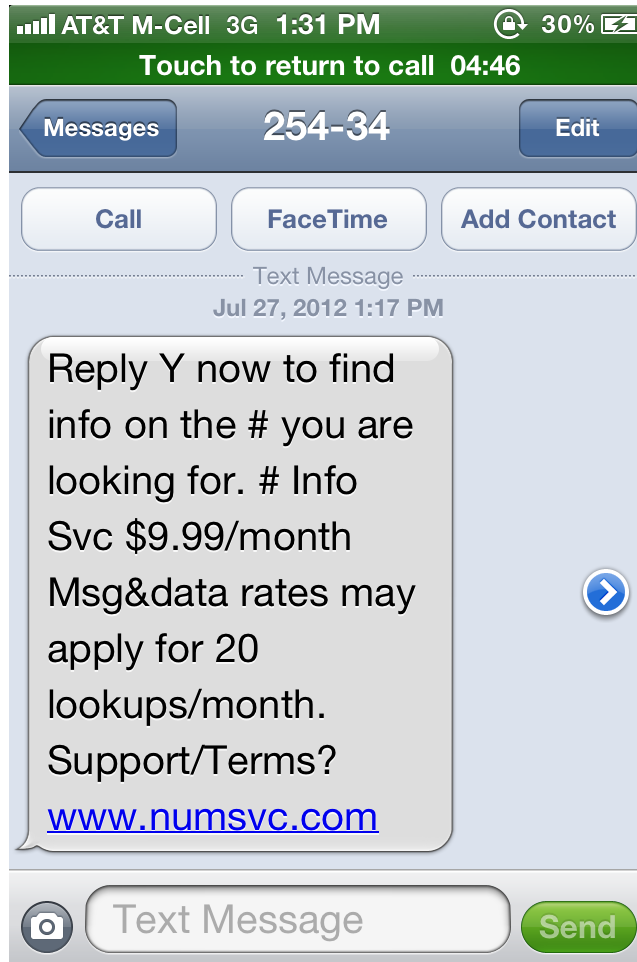 AT&T M-Cell 3G 1:31 PM 30%
Touch to return to call 04:46
Messages 254-34 Edit
Call FaceTime Add Contact
Text Message
Jul 27, 2012 1:17 PM
Reply Y now to find
info on the # you are
looking for. # Info
Svc $9.99/month
Msg&data rates may
apply for 20
lookups/month.
Support/Terms?
www.numsvc.com
Text Message Send